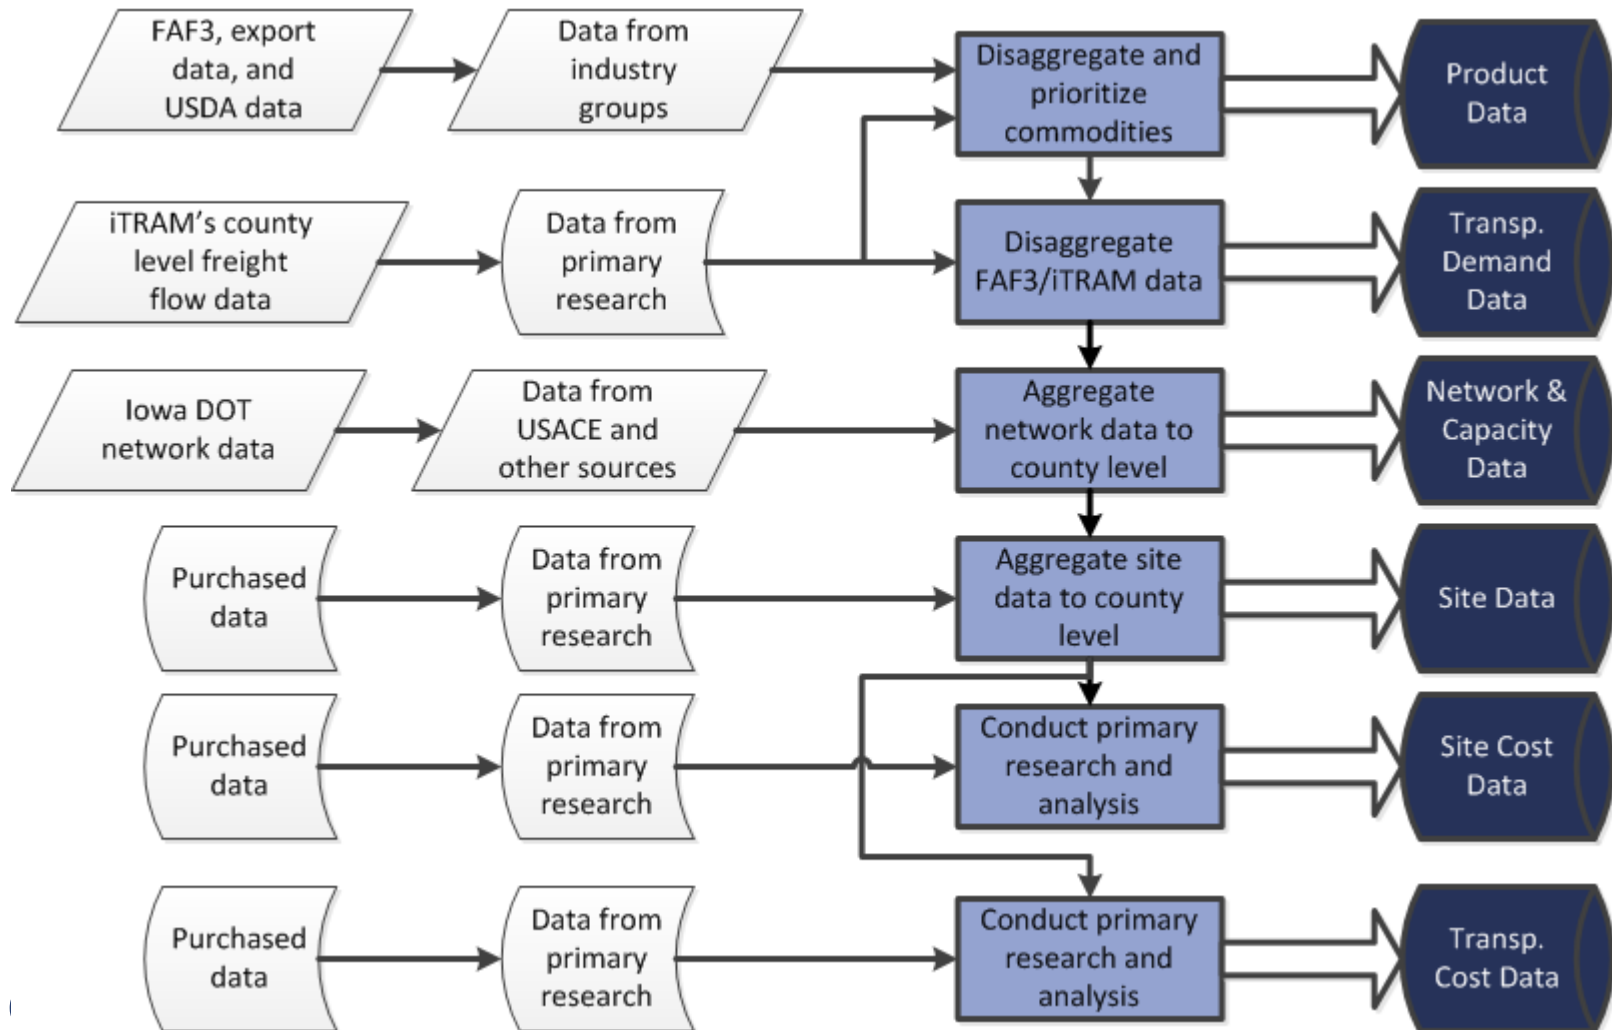 FAF3, export
data, and
USDA data
Data from
industry
groups
Disaggregate and
prioritize
commodities
Product
Data
iTRAM's county
level freight
flow data
Data from
primary
research
Disaggregate
FAF3/iTRAM data
Transp.
Demand
Data
Iowa DOT
network data
Data from
USACE and
other sources
Aggregate
network data to
county level
Network &
Capacity
Data
Purchased
data
Data from
primary
research
Aggregate site
data to county
level
Site Data
Purchased
data
Data from
primary
research
Conduct primary
research and
analysis
Site Cost
Data
Purchased
data
Data from
primary
research
Conduct primary
research and
analysis
Transp.
Cost Data